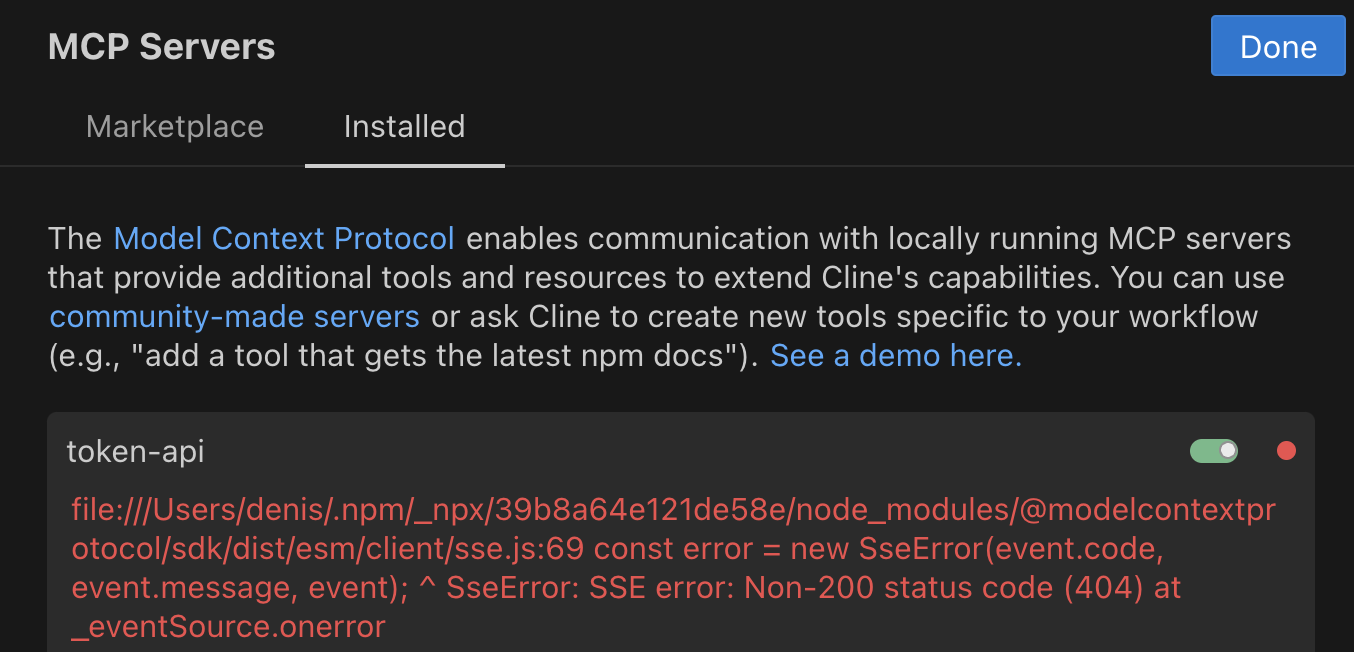 MCP Servers
Done
Marketplace
Installed
The Model Context Protocol enables communication with locally running MCP servers
that provide additional tools and resources to extend Cline's capabilities. You can use
community-made servers or ask Cline to create new tools specific to your workflow
(e.g., "add a tool that gets the latest npm docs"). See a demo here.
token-api
file:///Users/denis/.npm/_npx/39b8a64e121de58e/node_modules/@modelcontextpr
otocol/sdk/dist/esm/client/sse.js:69 const error = new SseError(event.code,
event.message, event); ^ SseError: SSE error: Non-200 status code (404) at
_eventSource.onerror